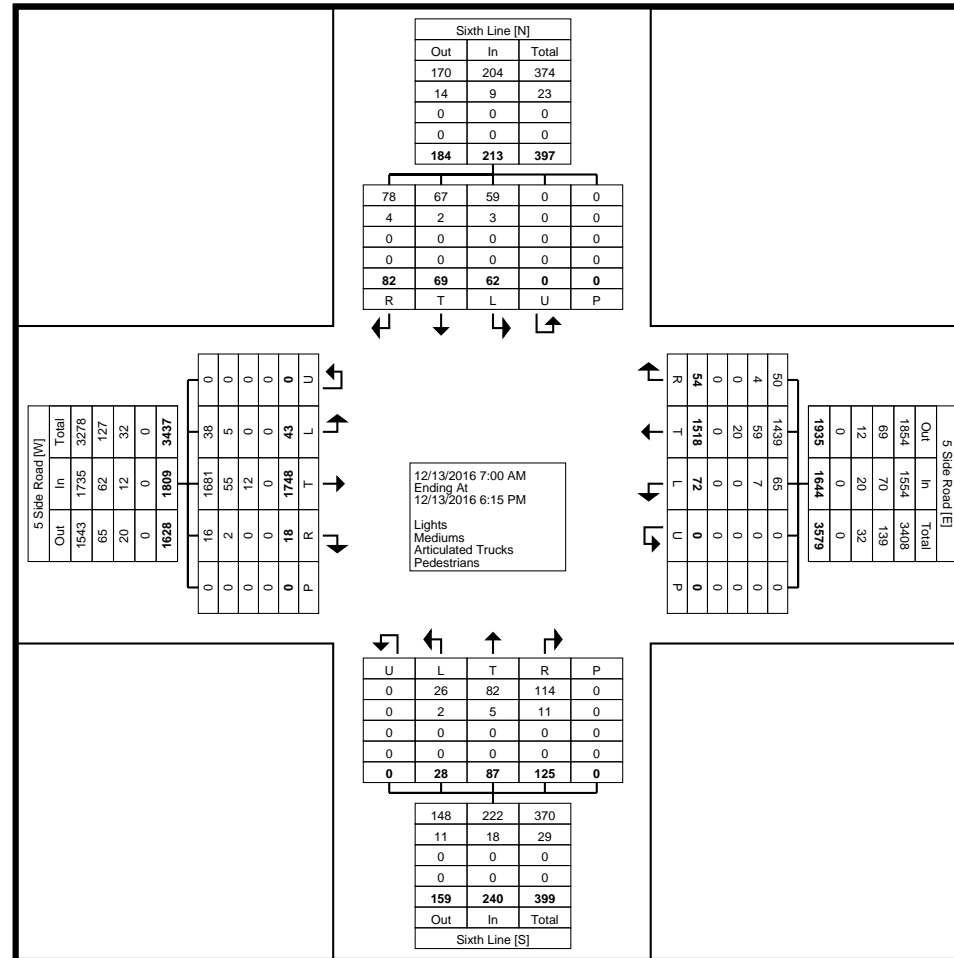 Sixth Line [N]
Out In Total
170 204 374
14 9 23
0 0 0
0 0 0
184 213 397
78 67 59 0 0
4 2 3 0 0
0 0 0 0 0
0 0 0 0 0
82 69 62 0 0
R T L U P
5 Side Road [W]
Total 3278 127 32 0 3437
In 1735 62 12 0 1809
Out 1543 65 20 0 1628
0 0 0 0 0 U
38 5 0 0 43 L
1681 55 12 0 1748 T
16 2 0 0 18 R
0 0 0 0 0 P
12/13/2016 7:00 AM
Ending At
12/13/2016 6:15 PM
Lights
Mediums
Articulated Trucks
Pedestrians
R 54 0 0 4 50
T 1518 0 20 59 1439
L 72 0 0 7 65
U 0 0 0 0 0
P 0 0 0 0 0
5 Side Road [E]
1935 0 12 69 1854 Out
1644 0 20 70 1554 In
3579 0 32 139 3408 Total
U L T R P
0 26 82 114 0
0 2 5 11 0
0 0 0 0 0
0 0 0 0 0
0 28 87 125 0
148 222 370
11 18 29
0 0 0
0 0 0
159 240 399
Out In Total
Sixth Line [S]